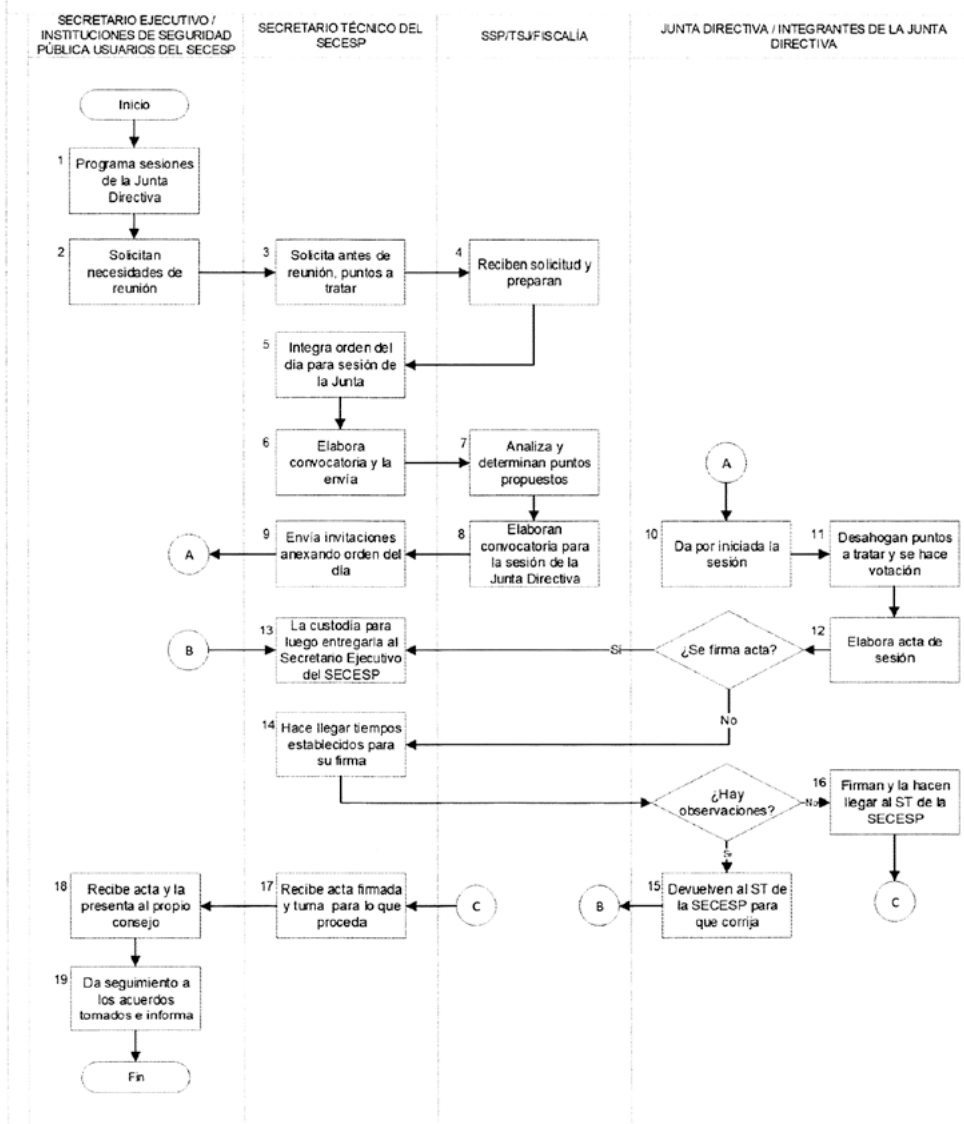 SECRETARIO EJECUTIVO /
INSTITUCIONES DE SEGURIDAD
PÚBLICA USUARIOS DEL SECESP
SECRETARIO TÉCNICO DEL
SECESP
SSP/TSJ/FISCALÍA
JUNTA DIRECTIVA / INTEGRANTES DE LA JUNTA
DIRECTIVA
Inicio
1
Programa sesiones
de la Junta
Directiva
2
Solicitan
necesidades de
reunión
3
Solicita antes de
reunión, puntos a
tratar
4
Reciben solicitud y
preparan
5
Integra orden del
día para sesión de
la Junta
6
Elabora
convocatoria y la
envía
7
Analiza y
determinan puntos
propuestos
A
A
9
Envía invitaciones
anexando orden del
día
8
Elaboran
convocatoria para
la sesión de la
Junta Directiva
10
Da por iniciada la
sesión
11
Desahogan puntos
a tratar y se hace
votación
B
13
La custodia para
luego entregarla al
Secretario Ejecutivo
del SECESP
Si
¿Se firma acta?
12
Elabora acta de
sesión
No
14
Hace llegar tiempos
establecidos para
su firma
¿Hay
observaciones?
No
16
Firman y la hacen
llegar al ST de la
SECESP
Si
18
Recibe acta y la
presenta al propio
consejo
17
Recibe acta firmada
y turna para lo que
proceda
C
B
15
Devuelven al ST de
la SECESP para
que corrija
C
19
Da seguimiento a
los acuerdos
tomados e informa
Fin